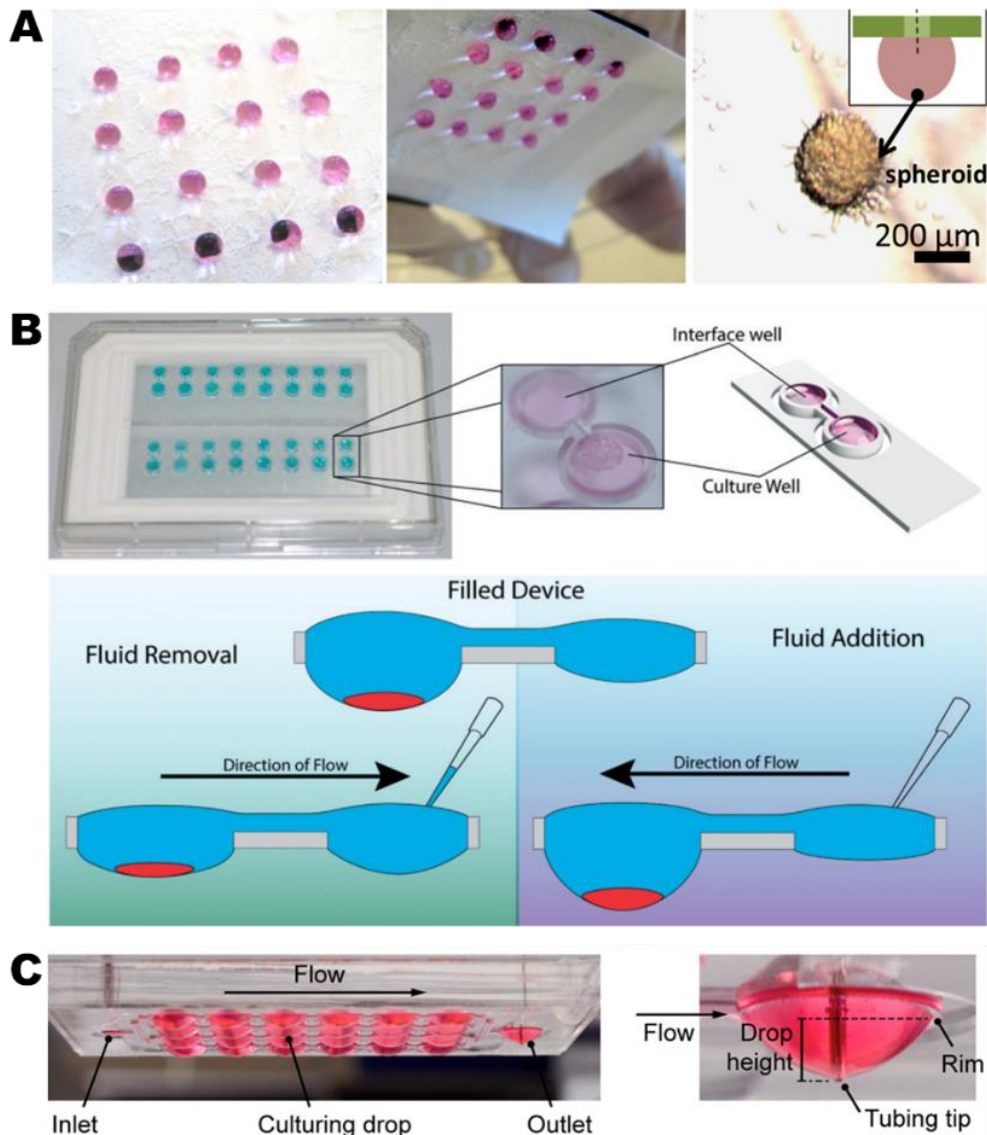 A
spheroid
200 µm
B
Interface well
Culture Well
Filled Device
Fluid Removal
Fluid Addition
Direction of Flow
Direction of Flow
C
Flow
Inlet
Culturing drop
Outlet
Flow
Drop
height
Rim
Tubing tip